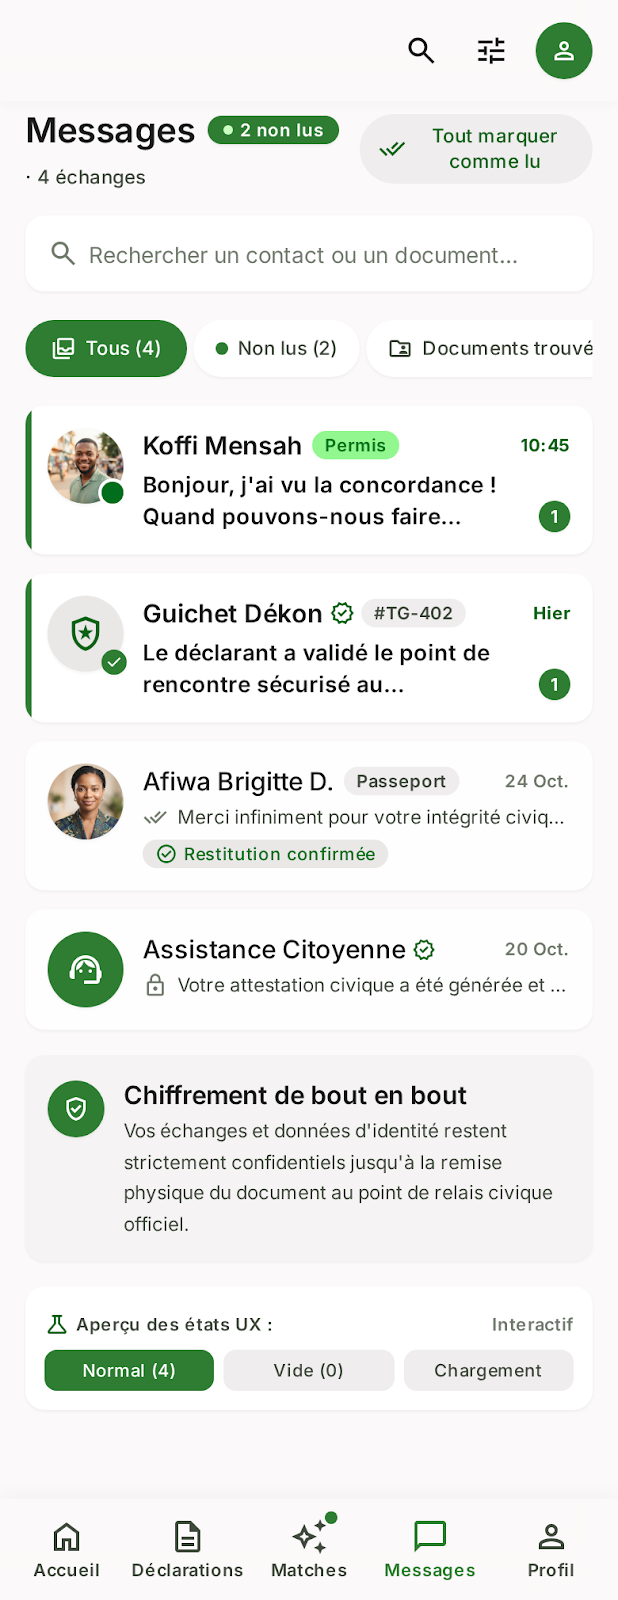 Messages
2 non lus
Tout marquer
comme lu
· 4 échanges
Rechercher un contact ou un document...
Tous (4)
Non lus (2)
Documents trouvé
Koffi Mensah
Permis
10:45
Bonjour, j'ai vu la concordance !
Quand pouvons-nous faire...
1
Guichet Dékon
#TG-402
Hier
Le déclarant a validé le point de
rencontre sécurisé au...
1
Afiwa Brigitte D.
Passeport
24 Oct.
Merci infiniment pour votre intégrité civiq...
Restitution confirmée
Assistance Citoyenne
20 Oct.
Votre attestation civique a été générée et ...
Chiffrement de bout en bout
Vos échanges et données d'identité restent
strictement confidentiels jusqu'à la remise
physique du document au point de relais civique
officiel.
Aperçu des états UX :
Interactif
Normal (4)
Vide (0)
Chargement
Accueil
Déclarations
Matches
Messages
Profil